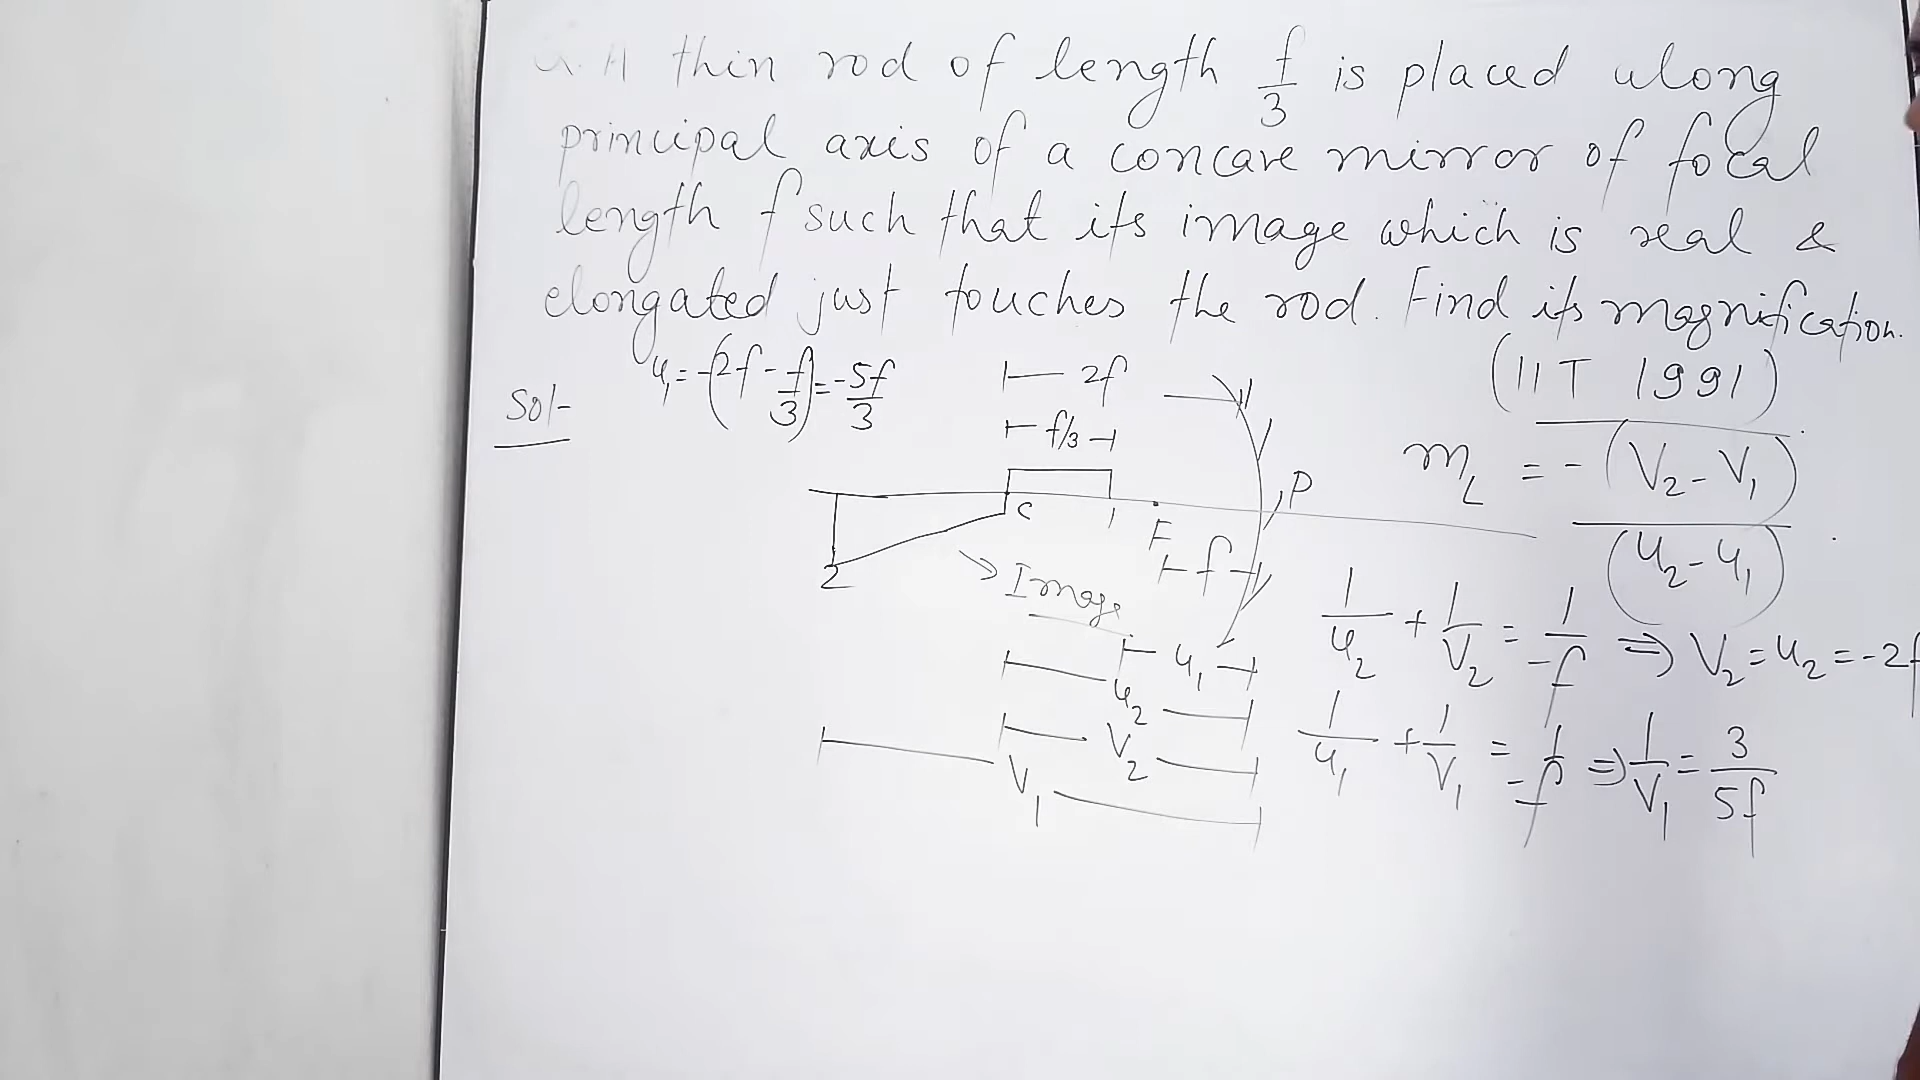 A thin rod of length f/3 is placed along
principal axis of a concave mirror of focal
length f such that its image which is real &
elongated just touches the rod. Find its magnification.
(IIT 1991)
Sol-
u₁ = -(2f - f/3) = -5f/3
2f
f/3
C
1
F
P
f
2
Image
u₁
u₂
V₂
V₁
m_L = -(V₂-V₁)/(u₂-u₁)
1/u₂ + 1/V₂ = 1/-f ⇒ V₂ = u₂ = -2f
1/u₁ + 1/V₁ = 1/-f ⇒ 1/V₁ = 3/5f